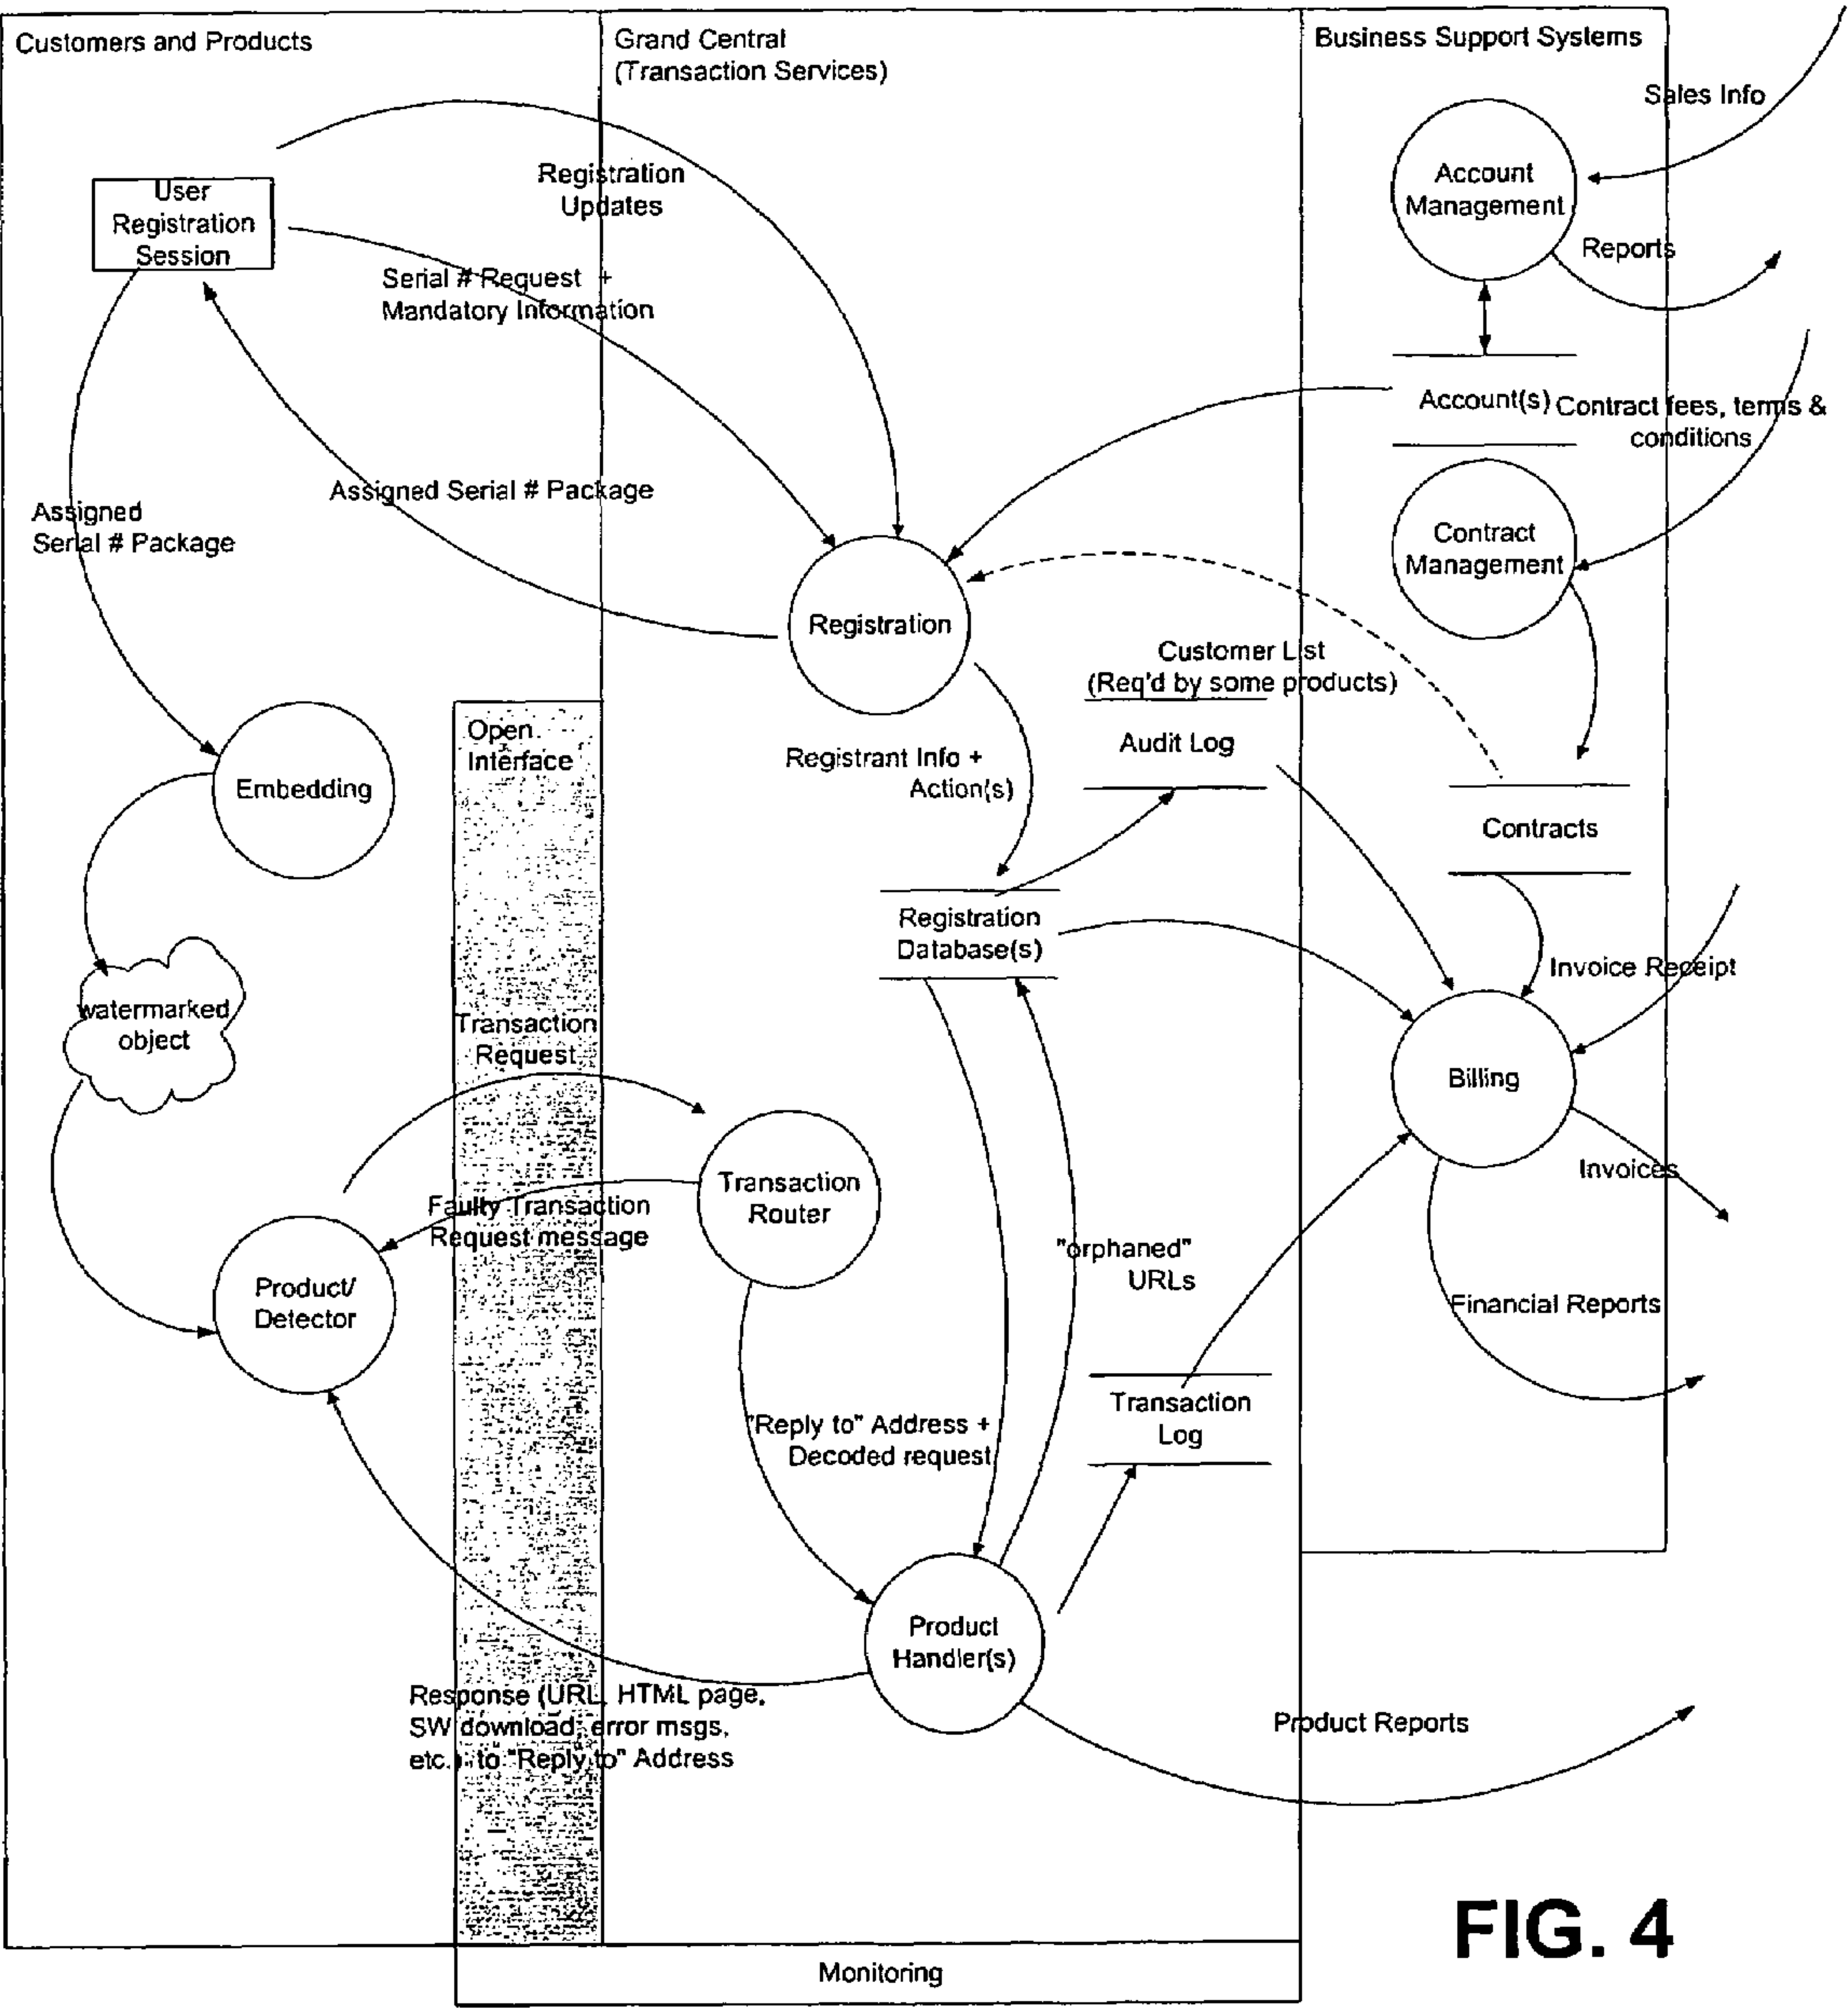 Customers and Products
Grand Central
(Transaction Services)
Business Support Systems
Sales Info
Account
Management
Reports
User
Registration
Session
Registration
Updates
Serial # Request +
Mandatory Information
Account(s)
Contract fees, terms &
conditions
Assigned Serial # Package
Assigned
Serial # Package
Contract
Management
Registration
Customer List
(Req'd by some products)
Open
Interface
Audit Log
Registrant Info +
Action(s)
Embedding
Contracts
Registration
Database(s)
Invoice Receipt
watermarked
object
Transaction
Request
Billing
Transaction
Router
Invoices
Faulty Transaction
Request message
"orphaned"
URLs
Product/
Detector
Financial Reports
"Reply to" Address +
Decoded request
Transaction
Log
Product
Handler(s)
Response (URL, HTML page,
SW download, error msgs,
etc.) to "Reply to" Address
Product Reports
FIG. 4
Monitoring